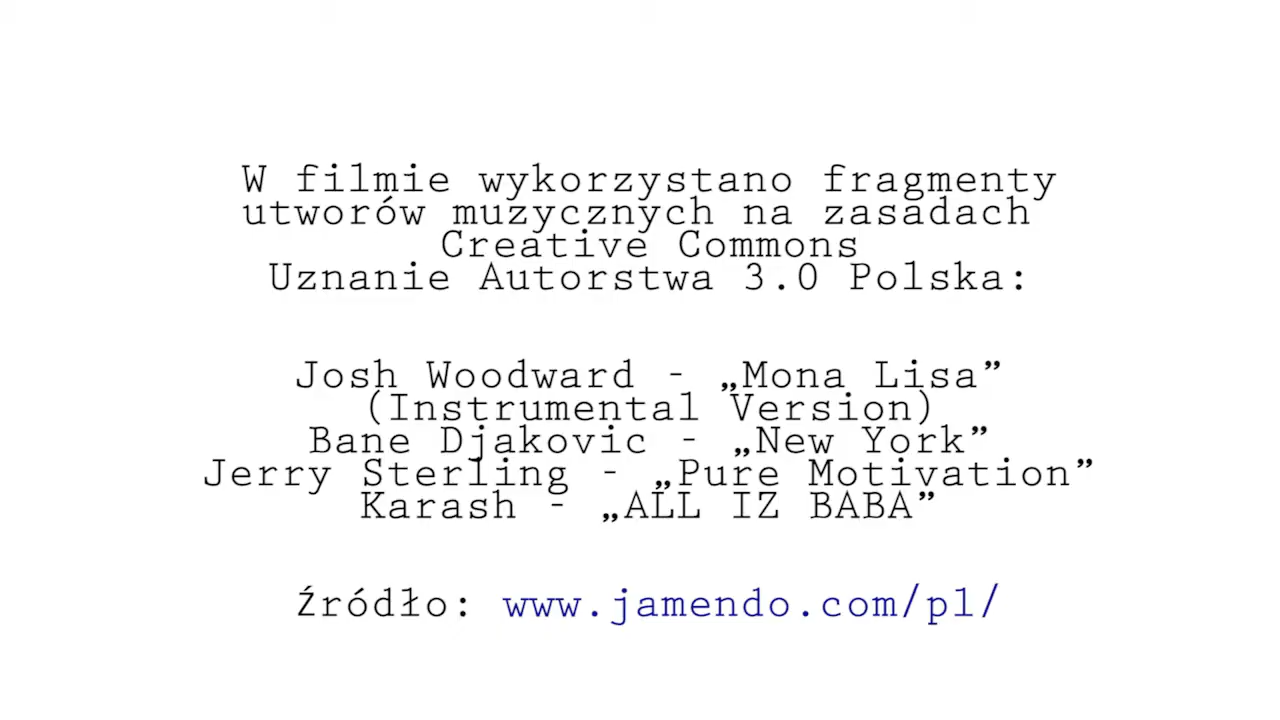 W filmie wykorzystano fragmenty
utworów muzycznych na zasadach
Creative Commons
Uznanie Autorstwa 3.0 Polska:
Josh Woodward - „Mona Lisa”
(Instrumental Version)
Bane Djakovic - „New York”
Jerry Sterling - „Pure Motivation”
Karash - „ALL IZ BABA”
Źródło: www.jamendo.com/pl/